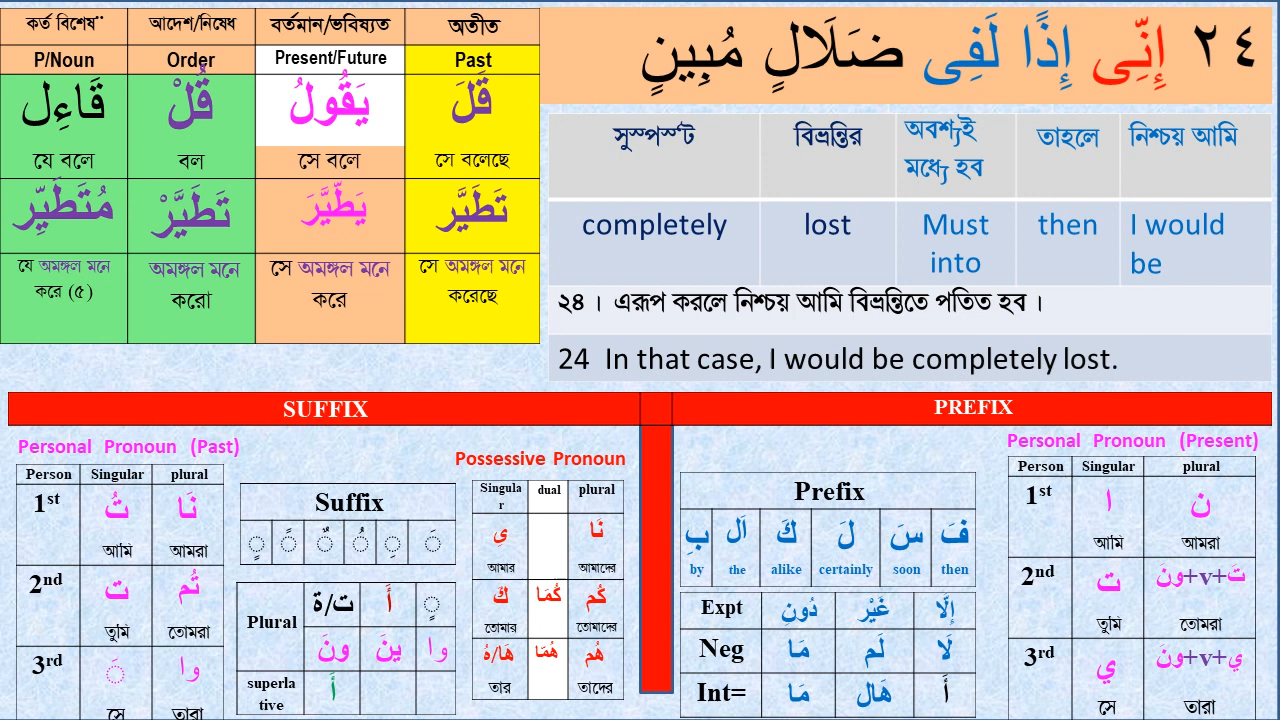 কর্ত বিশেষ্য আদেশ/নিষেধ বর্তমান/ভবিষ্যত অতীত
P/Noun Order Present/Future Past
قَاءِل قُلْ يَقُولُ قَلَ
যে বলে বল সে বলে সে বলেছে
مُتَطَيِّر تَطَيَّرْ يَطَّيَّرَ تَطَيَّرَ
যে অমঙ্গল মনে করে (৫) অমঙ্গল মনে করো সে অমঙ্গল মনে করে সে অমঙ্গল মনে করেছে
٢٤ إِنِّى إِذًا لَفِى ضَلَالٍ مُبِينٍ
সুস্পস্ট বিভ্রন্তির অবশ্যই মধ্যে হব তাহলে নিশ্চয় আমি
completely lost Must into then I would be
২৪। এরূপ করলে নিশ্চয় আমি বিভ্রন্তিতে পতিত হব।
24 In that case, I would be completely lost.
SUFFIX PREFIX
Personal Pronoun (Past)
Person Singular plural
1st تُ نَا
আমি আমরা
2nd ت تُم
তুমি তোমরা
3rd َ وا
সে তারা
Suffix
ٍ ً ٌ ُ ِ َ
Plural ت/ة أَ ٍ
ونَ ينَ وا
superlative أَ
Possessive Pronoun
Singular dual plural
ىِ نَا
আমার আমাদের
كَ كُمَا كُم
তোমার তোমাদের
هَا/هُ هُمَا هُم
তার তাদের
Prefix
بِ اَل كَ لَ سَ فَ
by the alike certainly soon then
Expt دُونِ غَيْر إِلَّا
Neg مَا لَم لَا
Int= مَا هَال أَ
Personal Pronoun (Present)
Person Singular plural
1st ا ن
আমি আমরা
2nd ت تَ+v+ونَ
তুমি তোমরা
3rd ي ي+v+ونَ
সে তারা